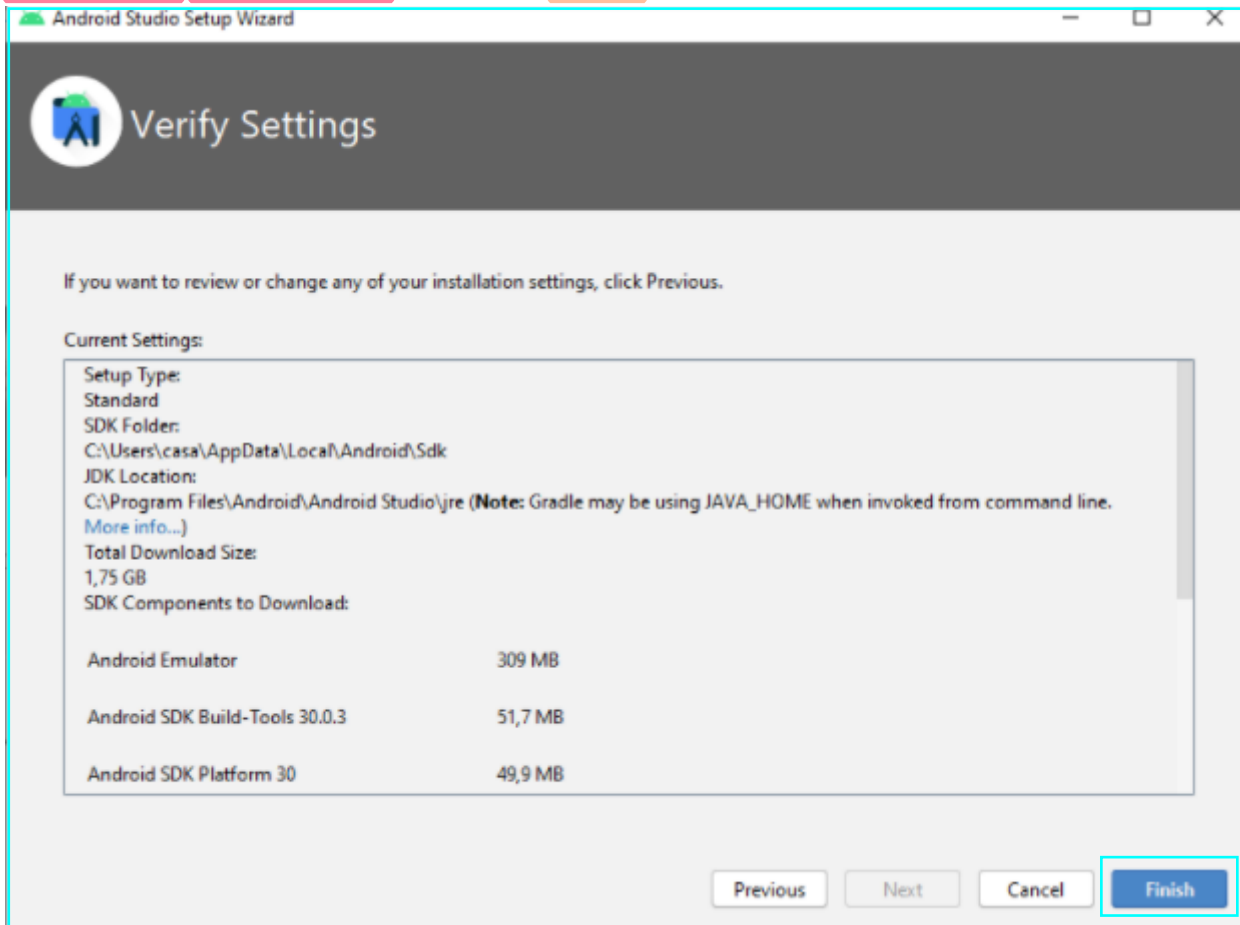 Android Studio Setup Wizard
Verify Settings
If you want to review or change any of your installation settings, click Previous.
Current Settings:
Setup Type:
Standard
SDK Folder:
C:\Users\casa\AppData\Local\Android\Sdk
JDK Location:
C:\Program Files\Android\Android Studio\jre (Note: Gradle may be using JAVA_HOME when invoked from command line.
More info...)
Total Download Size:
1,75 GB
SDK Components to Download:
Android Emulator 309 MB
Android SDK Build-Tools 30.0.3 51,7 MB
Android SDK Platform 30 49,9 MB
Previous Next Cancel Finish